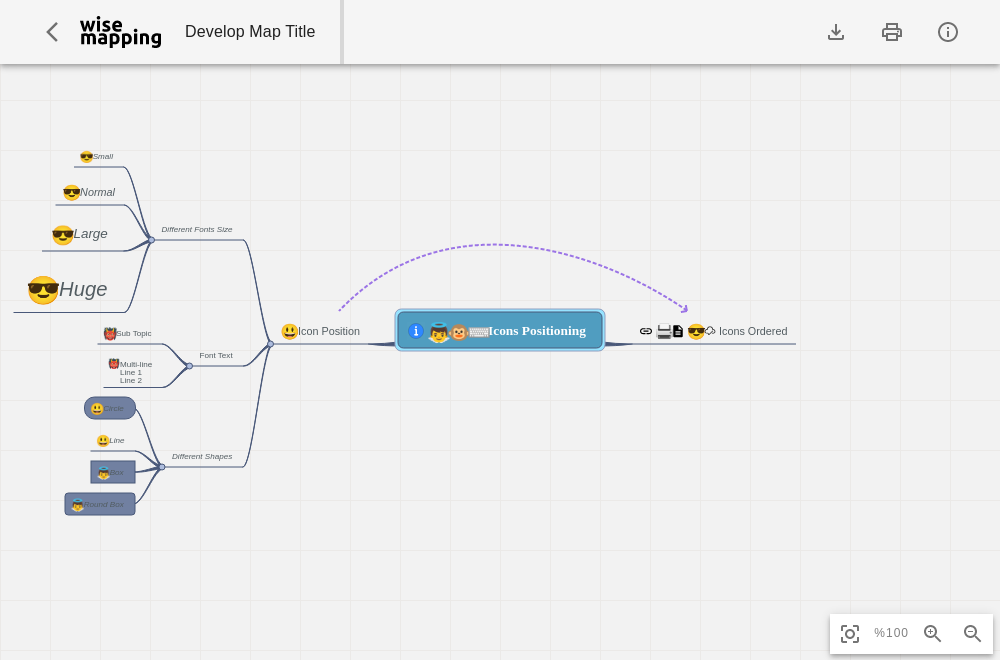 wise
mapping
Develop Map Title
Small
Normal
Large
Huge
Different Fonts Size
Sub Topic
Multi-line
Line 1
Line 2
Font Text
Circle
Line
Box
Round Box
Different Shapes
Icon Position
Icons Positioning
Icons Ordered
%100